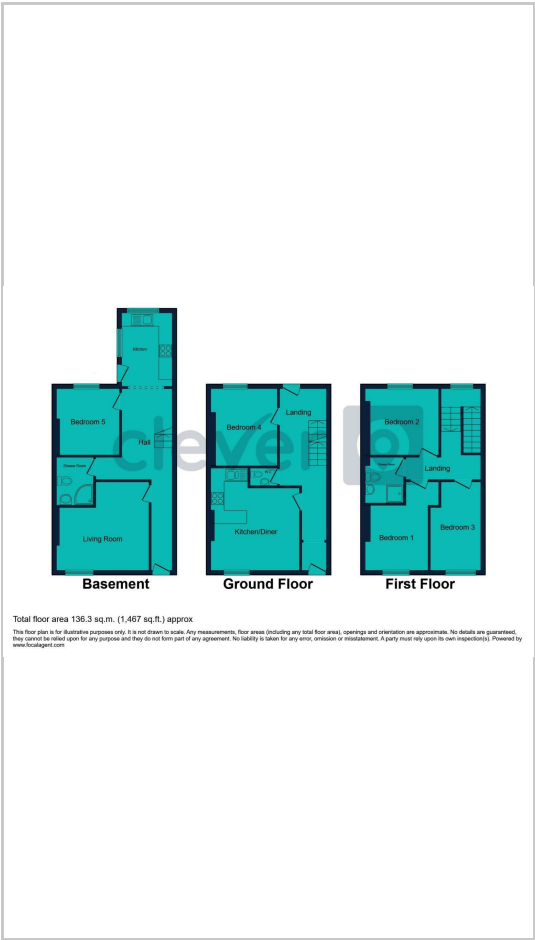 Kitchen
Bedroom 5
Hall
Shower Room
Living Room
Basement
Landing
Bedroom 4
Kitchen/Diner
Ground Floor
Bedroom 2
Landing
Bedroom 1
Bedroom 3
First Floor
clever
Total floor area 136.3 sq.m. (1,467 sq.ft.) approx
This floor plan is for illustrative purposes only. It is not drawn to scale. Any measurements, floor areas (including any total floor area), openings and orientation are approximate. No details are guaranteed,
they cannot be relied upon for any purpose and they do not form part of any agreement. No liability is taken for any error, omission or misstatement. A party must rely upon its own inspection(s). Powered by
www.focalagent.com